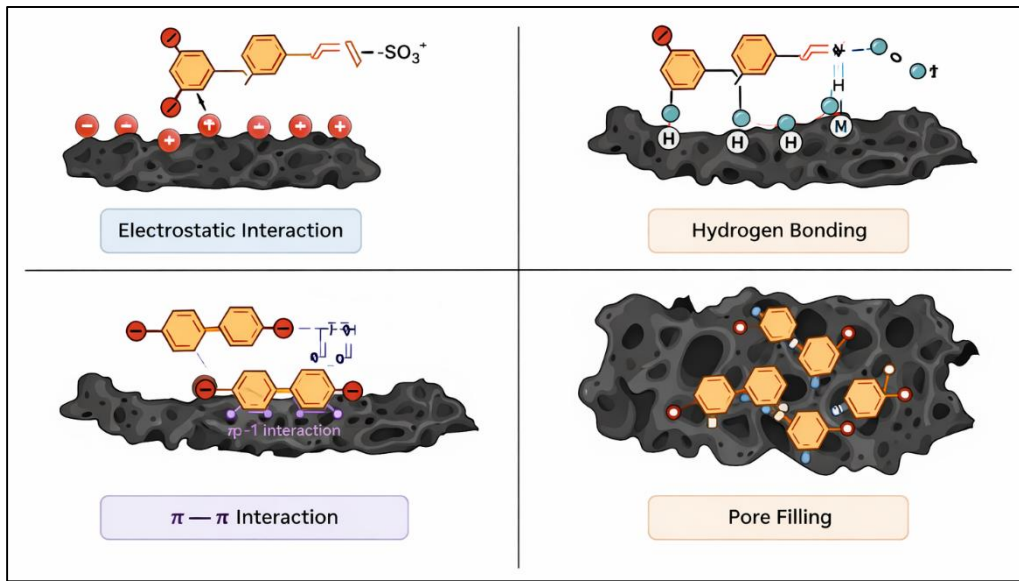 -SO₃⁺
− − + + − + +
Electrostatic Interaction
H
H H H M
Hydrogen Bonding
πp-1 interaction
π — π Interaction
Pore Filling